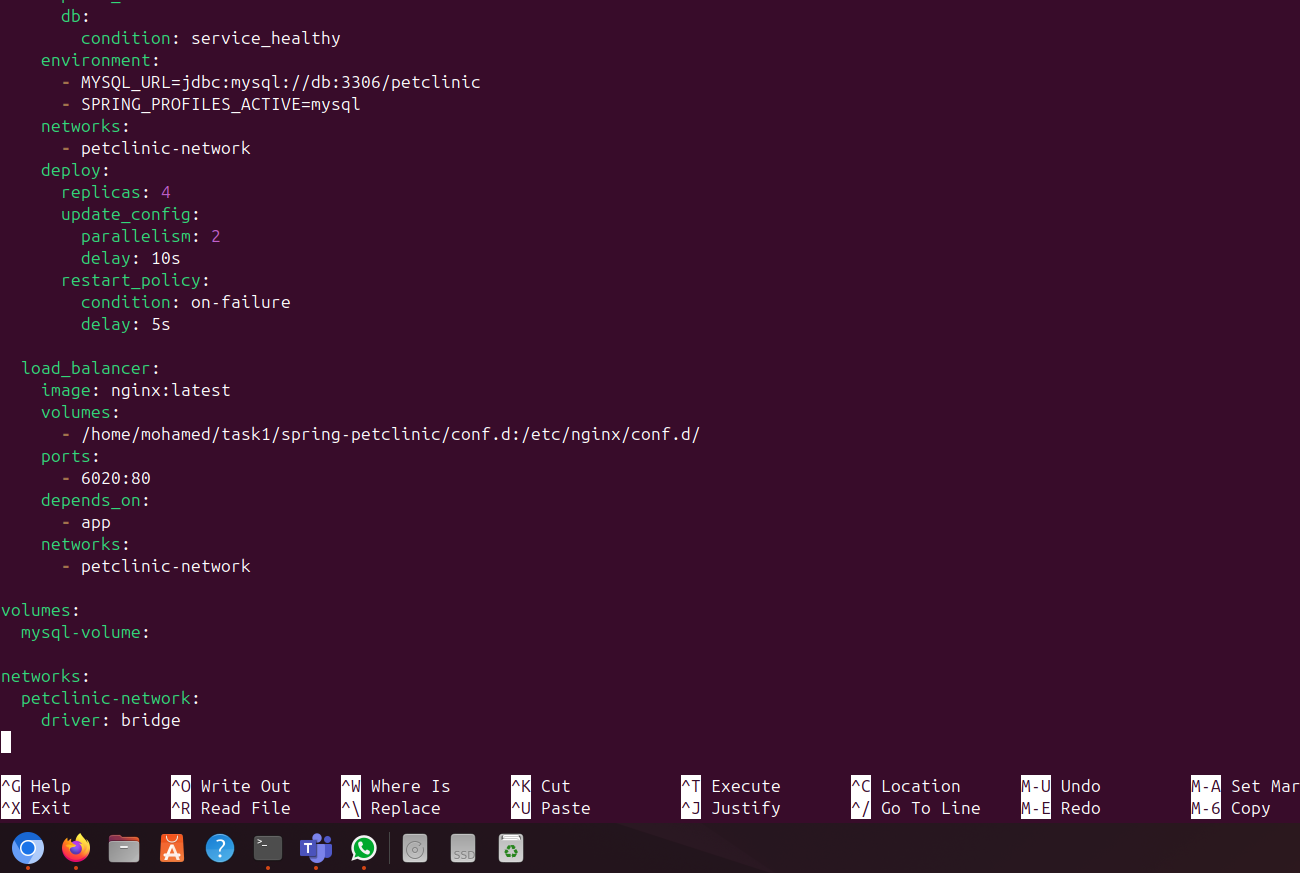 db:
condition: service_healthy
environment:
- MYSQL_URL=jdbc:mysql://db:3306/petclinic
- SPRING_PROFILES_ACTIVE=mysql
networks:
- petclinic-network
deploy:
replicas: 4
update_config:
parallelism: 2
delay: 10s
restart_policy:
condition: on-failure
delay: 5s
load_balancer:
image: nginx:latest
volumes:
- /home/mohamed/task1/spring-petclinic/conf.d:/etc/nginx/conf.d/
ports:
- 6020:80
depends_on:
- app
networks:
- petclinic-network
volumes:
mysql-volume:
networks:
petclinic-network:
driver: bridge
^G Help ^O Write Out ^W Where Is ^K Cut ^T Execute ^C Location M-U Undo M-A Set Mar
^X Exit ^R Read File ^\ Replace ^U Paste ^J Justify ^/ Go To Line M-E Redo M-6 Copy
SSD